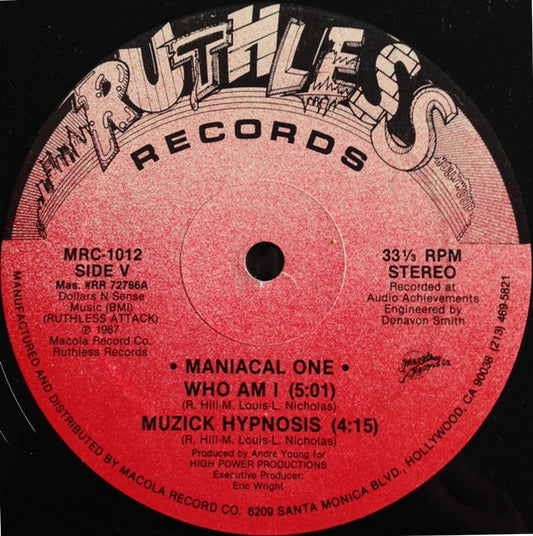 RUTHLESS
HOLLYWOOD
RECORDS
MRC-1012
SIDE V
Mas. #RR 72786A
Dollars N Sense
Music (BMI)
(RUTHLESS ATTACK)
℗ 1987
Macola Record Co.
Ruthless Records
33⅓ RPM
STEREO
Recorded at
Audio Achievements
Engineered by
Donavon Smith
• MANIACAL ONE •
WHO AM I (5:01)
(R. Hill-M. Louis-L. Nicholas)
MUZICK HYPNOSIS (4:15)
(R. Hill-M. Louis-L. Nicholas)
Produced by Andre Young for
HIGH POWER PRODUCTIONS
Executive Producer:
Eric Wright
MANUFACTURED AND DISTRIBUTED BY MACOLA RECORD CO. 6209 SANTA MONICA BLVD., HOLLYWOOD, CA 90038 (213) 469-5821